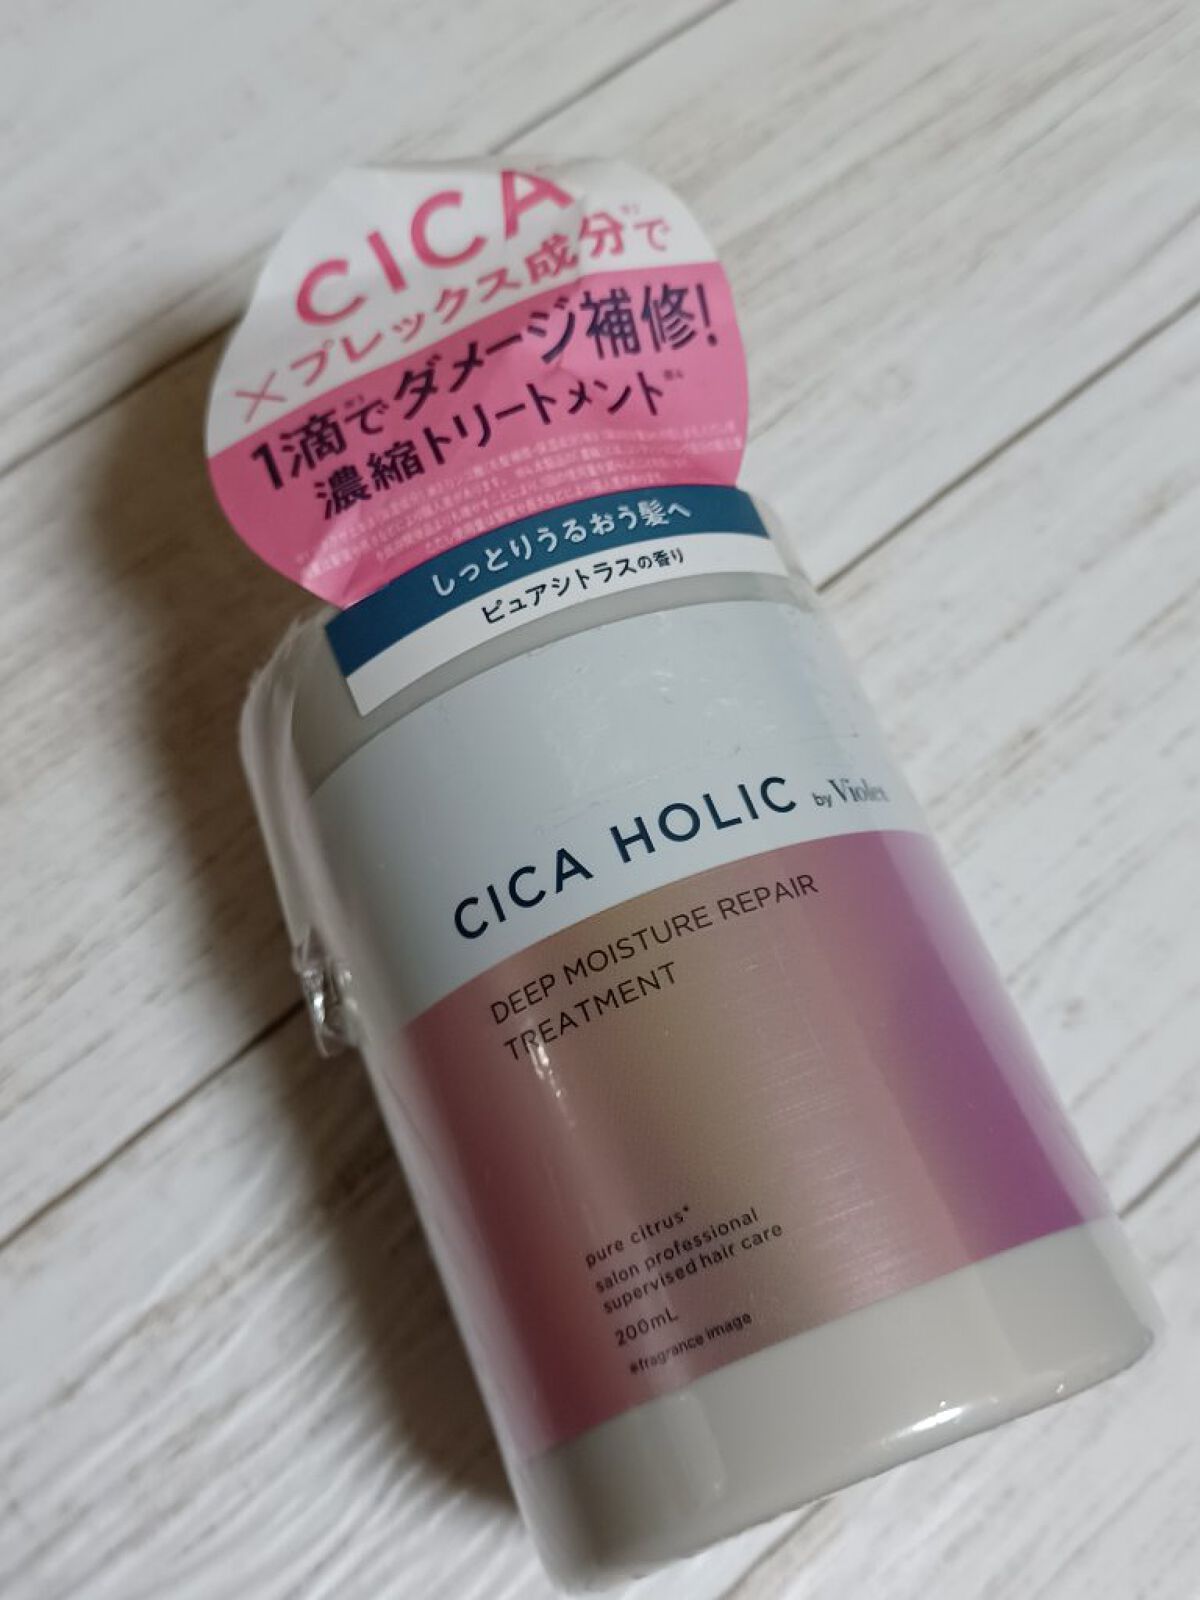 CICA
×プレックス成分※2で
1滴※3でダメージ補修!
濃縮トリートメント※4
しっとりうるおう髪へ
ピュアシトラスの香り
CICA HOLIC by Violet
DEEP MOISTURE REPAIR
TREATMENT
pure citrus*
salon professional
supervised hair care
200mL
*fragrance image